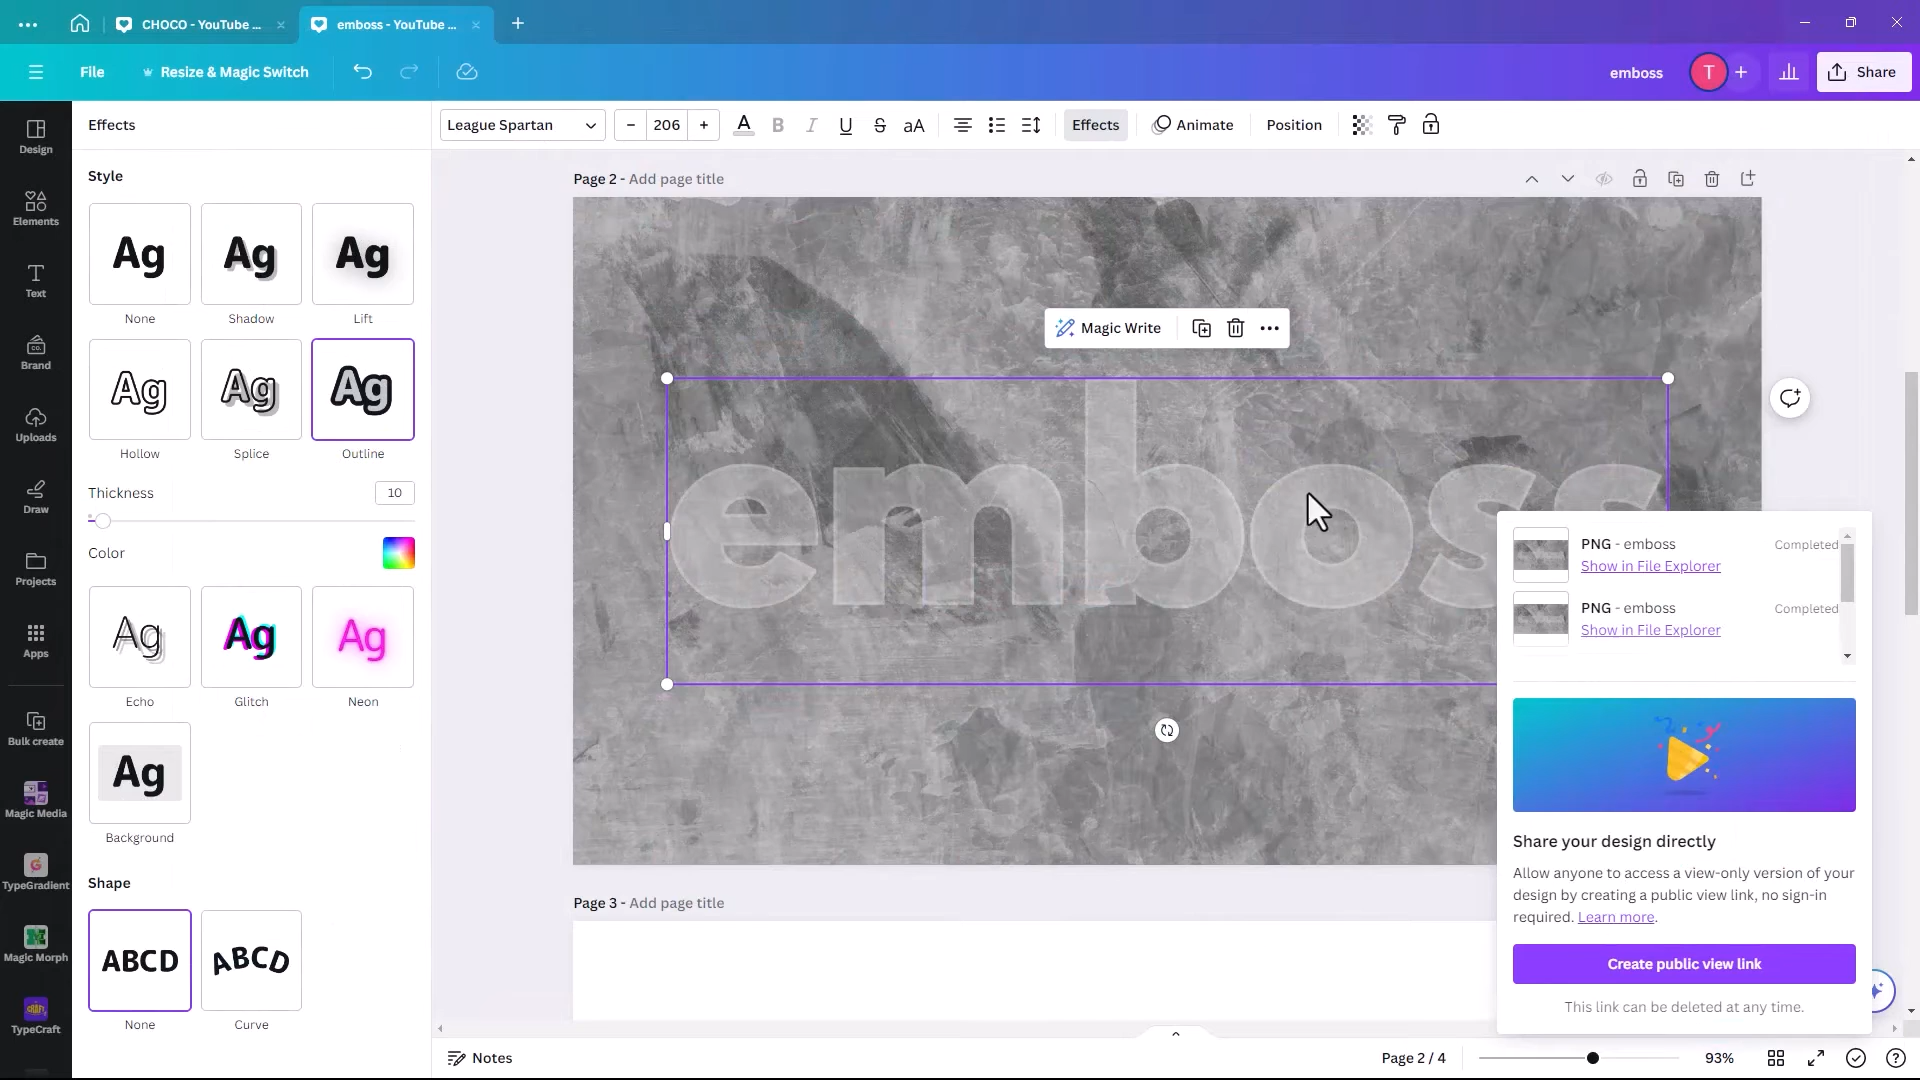 CHOCO - YouTube ...
emboss - YouTube ...
File
Resize & Magic Switch
emboss
T
Share
Design
Elements
Text
Brand
Uploads
Draw
Projects
Apps
Bulk create
Magic Media
TypeGradient
Magic Morph
TypeCraft
Effects
Style
Ag
None
Ag
Shadow
Ag
Lift
Ag
Hollow
Ag
Splice
Ag
Outline
Thickness
10
Color
Ag
Echo
Ag
Glitch
Ag
Neon
Ag
Background
Shape
ABCD
None
ABCD
Curve
League Spartan
206
A
B
I
U
S
aA
Effects
Animate
Position
Page 2 - Add page title
Magic Write
emboss
PNG - emboss
Completed
Show in File Explorer
PNG - emboss
Completed
Show in File Explorer
Share your design directly
Allow anyone to access a view-only version of your
design by creating a public view link, no sign-in
required. Learn more.
Create public view link
This link can be deleted at any time.
Page 3 - Add page title
Notes
Page 2 / 4
93%